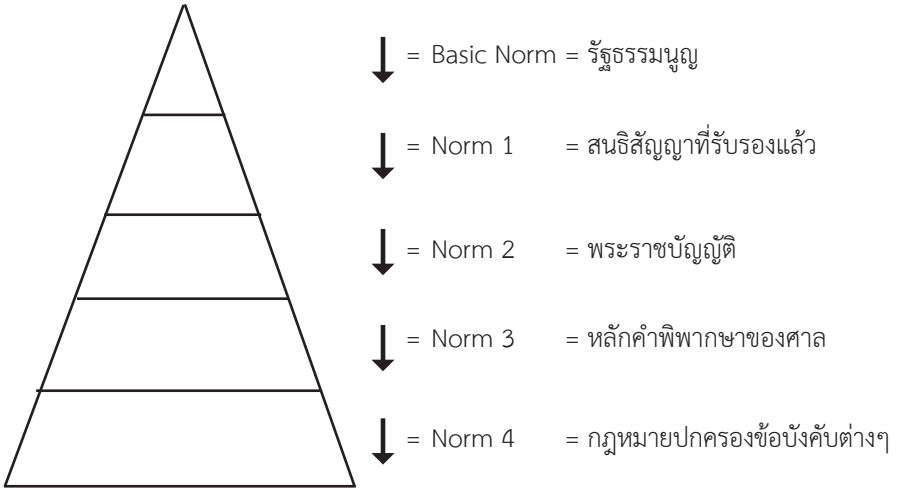 = Basic Norm = รัฐธรรมนูญ
= Norm 1 = สนธิสัญญาที่รับรองแล้ว
= Norm 2 = พระราชบัญญัติ
= Norm 3 = หลักคำพิพากษาของศาล
= Norm 4 = กฎหมายปกครองข้อบังคับต่างๆ